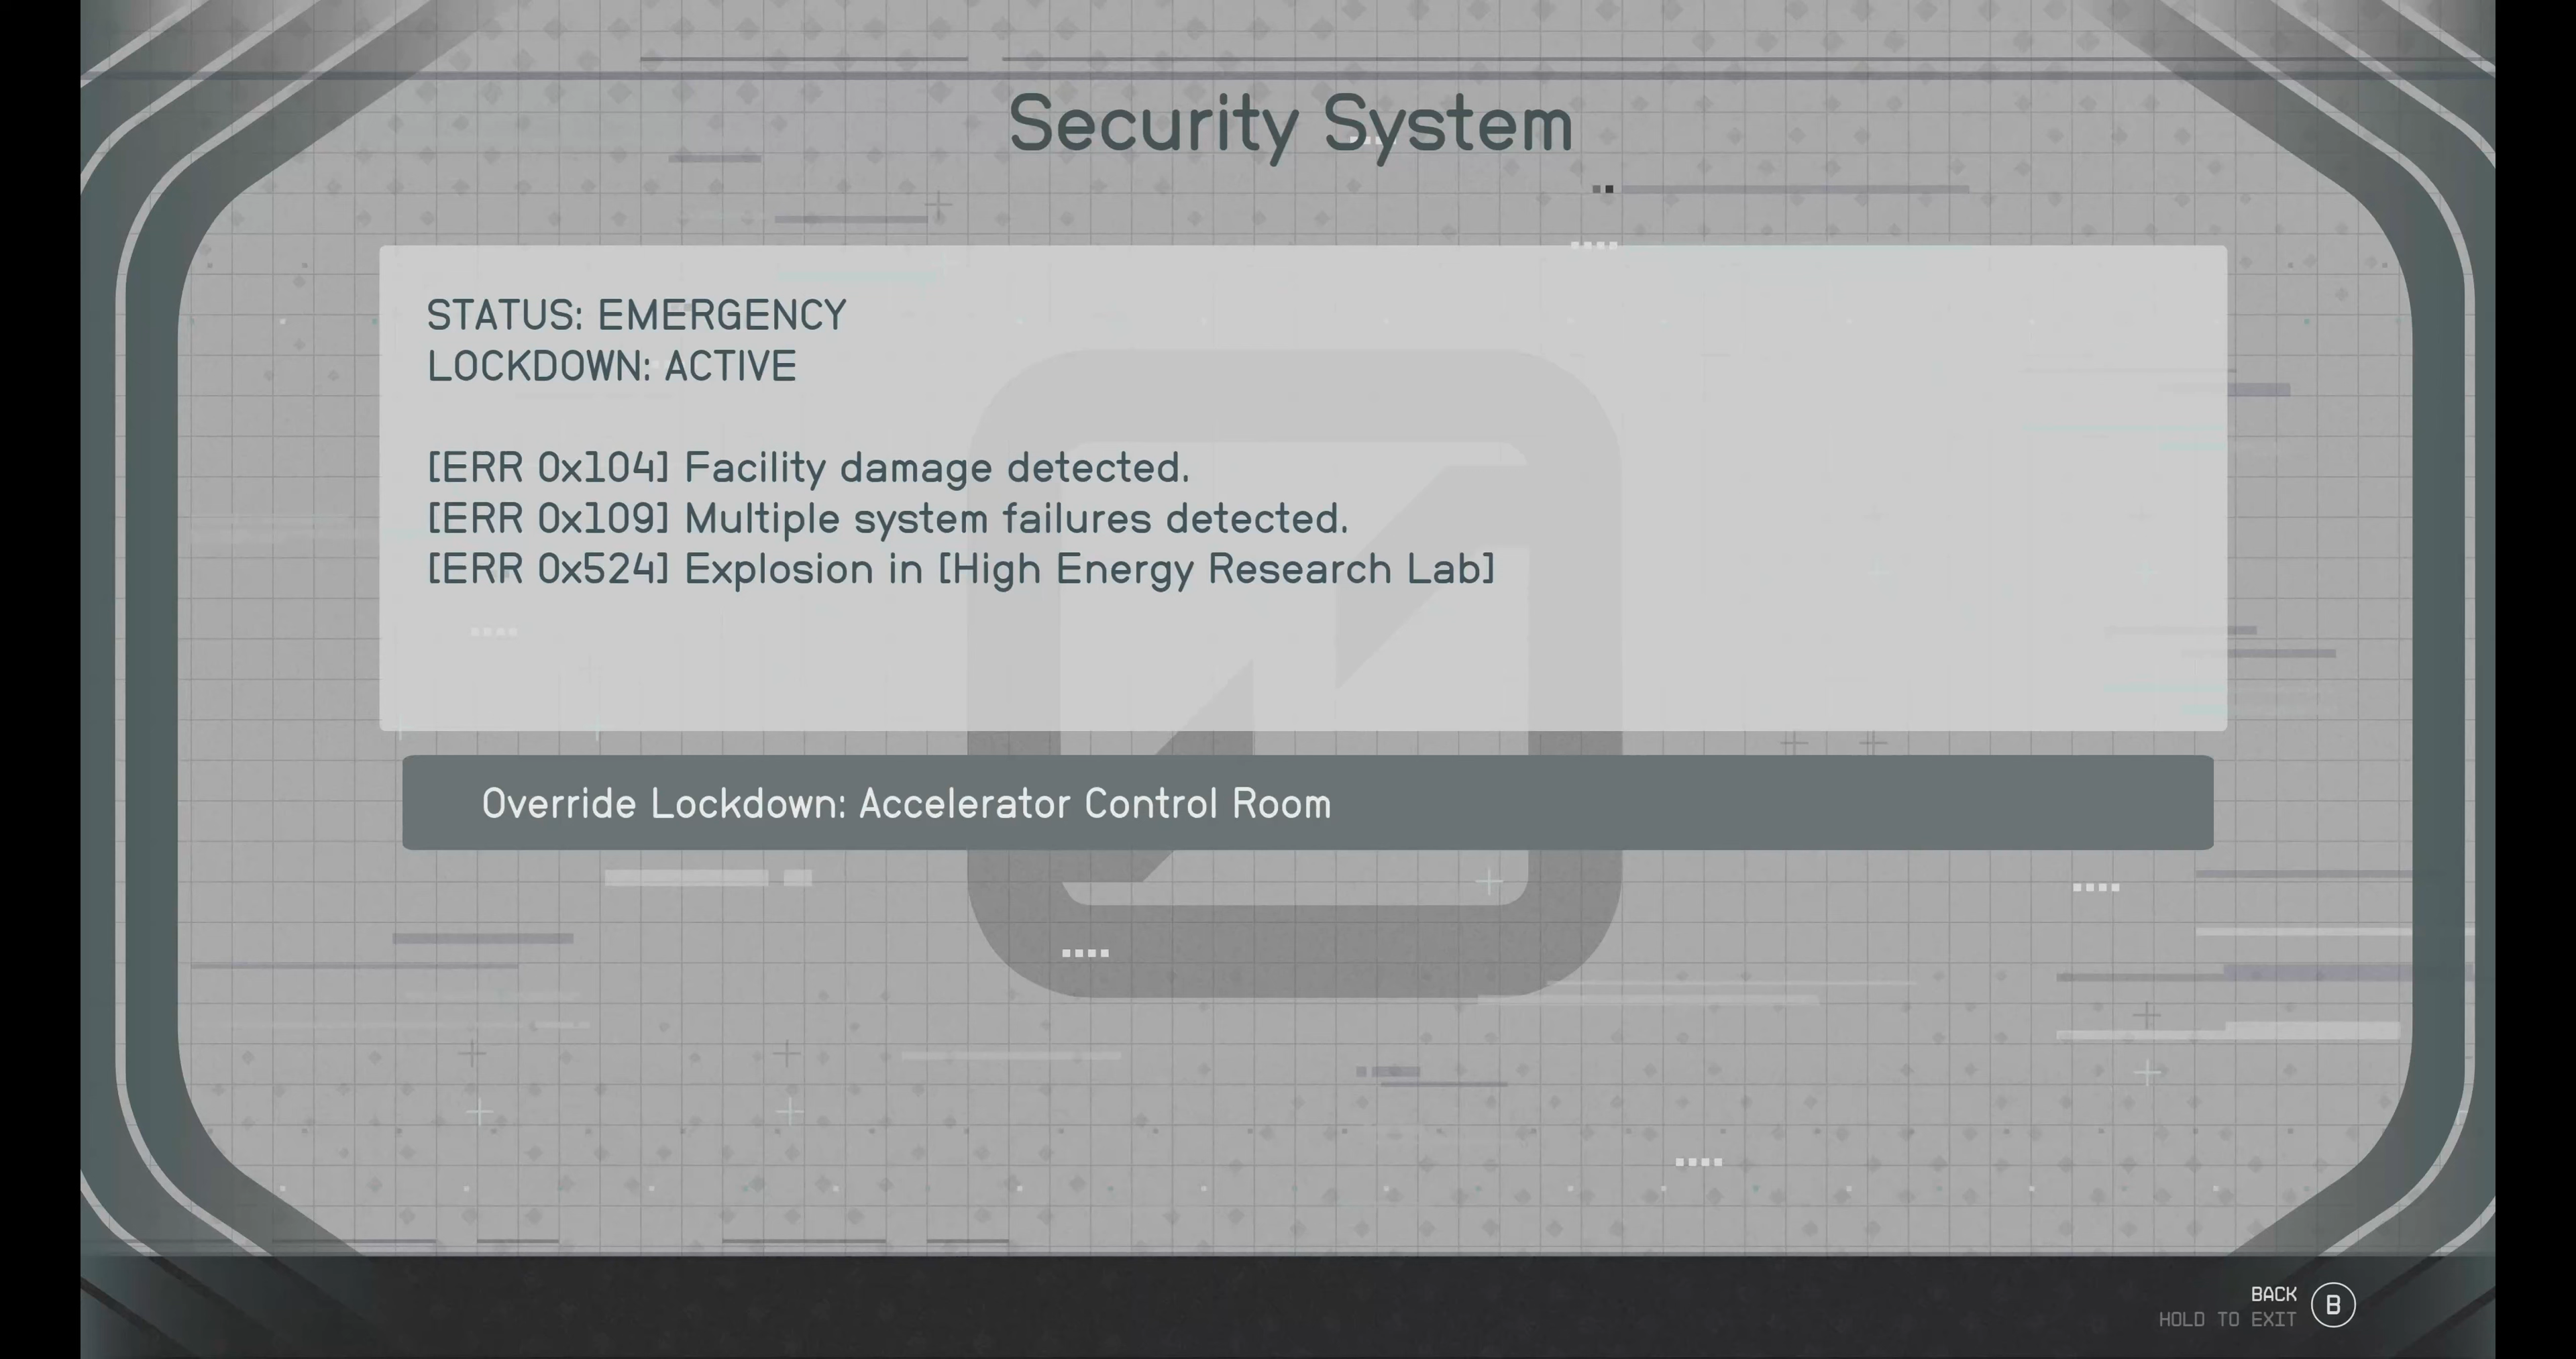 Security System
STATUS: EMERGENCY
LOCKDOWN: ACTIVE
[ERR 0x104] Facility damage detected.
[ERR 0x109] Multiple system failures detected.
[ERR 0x524] Explosion in [High Energy Research Lab]
Override Lockdown: Accelerator Control Room
BACK
HOLD TO EXIT
B